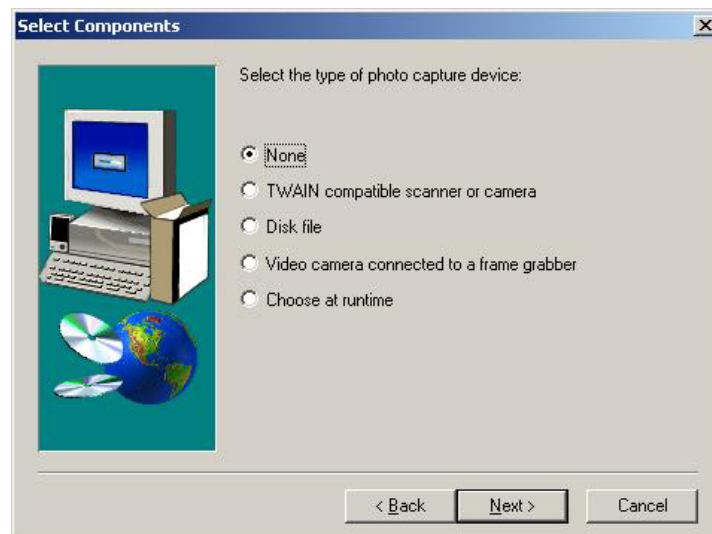 Select Components
Select the type of photo capture device:
None
TWAIN compatible scanner or camera
Disk file
Video camera connected to a frame grabber
Choose at runtime
< Back Next > Cancel